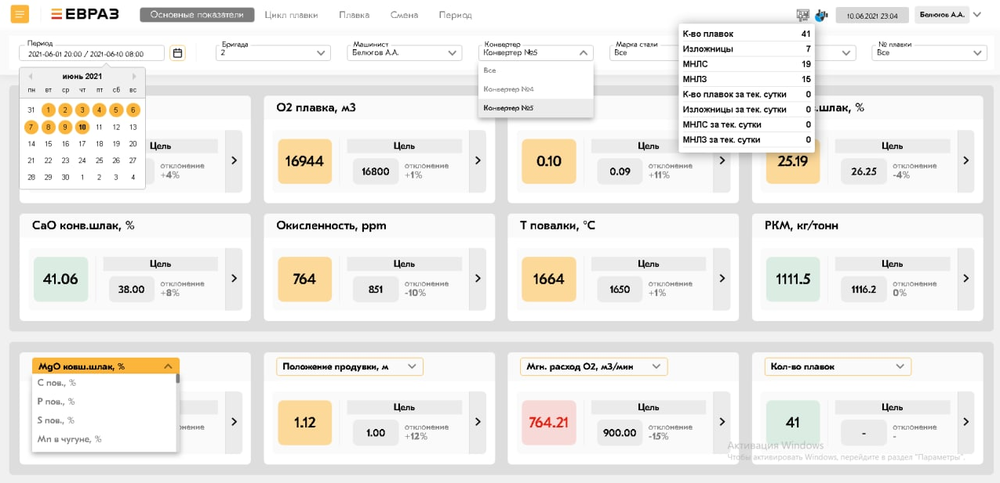 ЕВРАЗ
Основные показатели
Цикл плавки
Плавка
Смена
Период
10.06.2021 23:04
Белюгов А.А.
Период
2021-06-01 20:00 / 2021-06-10 08:00
Бригада
2
Машинист
Белюгов А.А.
Конвертер
Конвертер №5
Марка стали
Все
№ плавки
Все
Все
Конвертер №4
Конвертер №5
К-во плавок 41
Изложницы 7
МНЛС 19
МНЛЗ 15
К-во плавок за тек. сутки 0
Изложницы за тек. сутки 0
МНЛС за тек. сутки 0
МНЛЗ за тек. сутки 0
июнь 2021
пн вт ср чт пт сб вс
31 1 2 3 4 5 6
7 8 9 10 11 12 13
14 15 16 17 18 19 20
21 22 23 24 25 26 27
28 29 30 1 2 3 4
Цель
отклонение
+4%
О2 плавка, м3
16944
Цель
16800
отклонение
+1%
0.10
Цель
0.09
отклонение
+11%
.шлак, %
25.19
Цель
26.25
отклонение
-4%
СаО конв.шлак, %
41.06
Цель
38.00
отклонение
+8%
Окисленность, ppm
764
Цель
851
отклонение
-10%
Т повалки, °С
1664
Цель
1650
отклонение
+1%
РКМ, кг/тонн
1111.5
Цель
1116.2
отклонение
0%
MgO ковш.шлак, %
С пов., %
Р пов., %
S пов., %
Mn в чугуне, %
Положение продувки, м
1.12
Цель
1.00
отклонение
+12%
Мгн. расход О2, м3/мин
764.21
Цель
900.00
отклонение
-15%
Кол-во плавок
41
Цель
-
отклонение
-
Активация Windows
Чтобы активировать Windows, перейдите в раздел "Параметры".